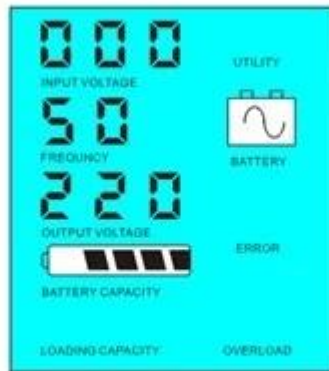 000
UTILITY
INPUT VOLTAGE
50
FREQUNCY
BATTERY
220
OUTPUT VOLTAGE
ERROR
BATTERY CAPACITY
LOADING CAPACITY
OVERLOAD